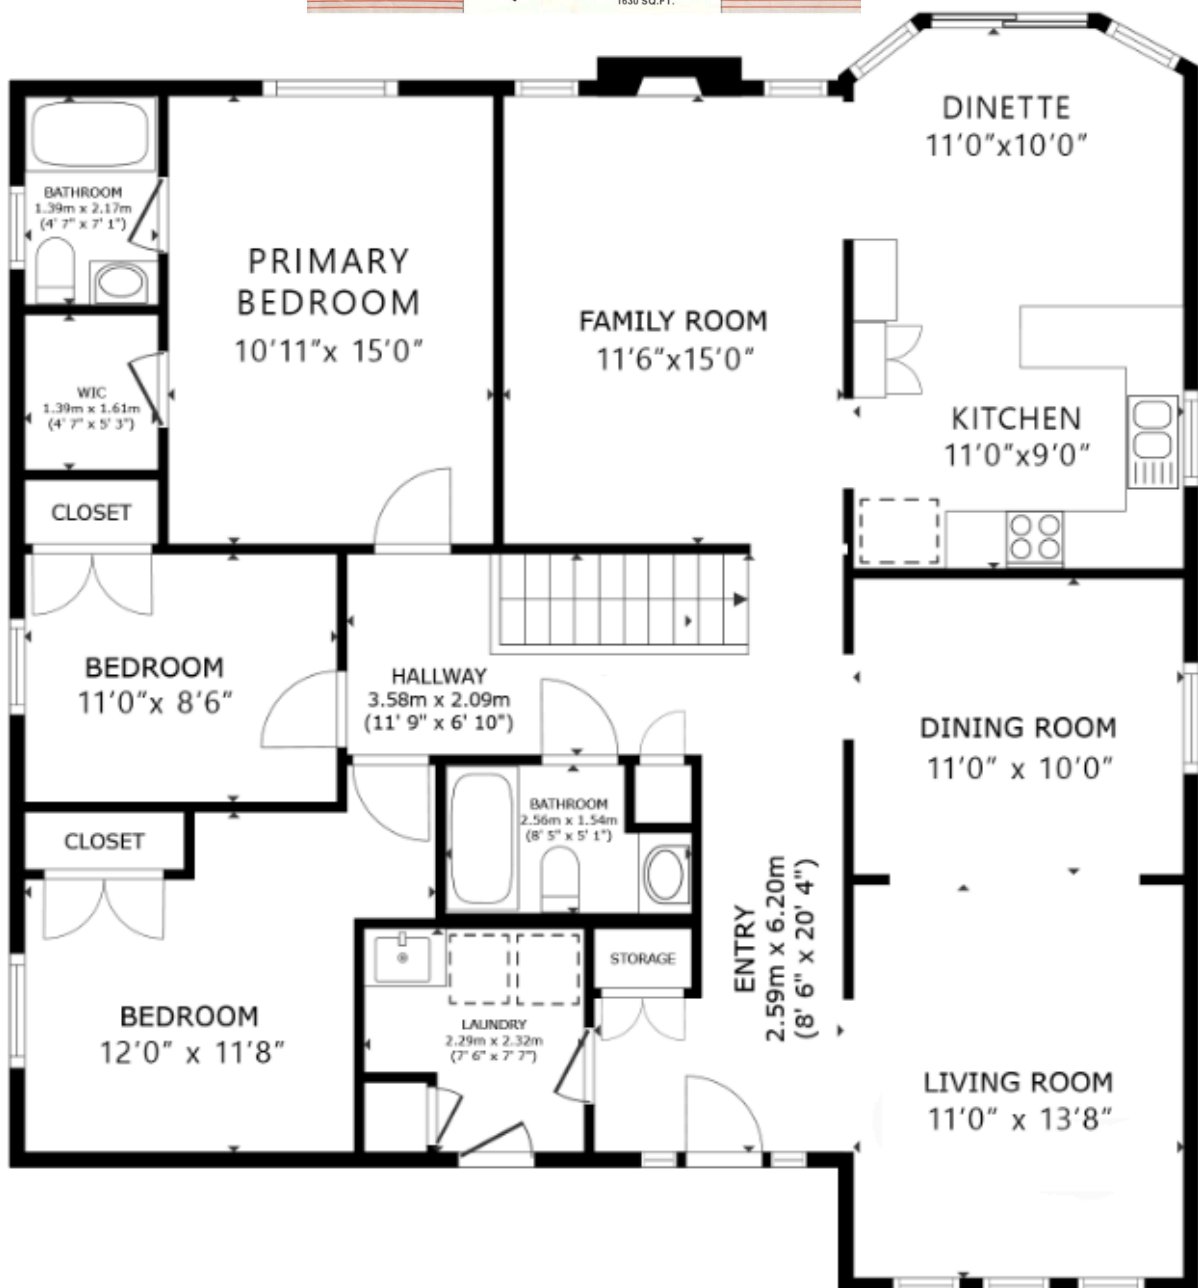 1630 SQ.FT.
DINETTE
11'0"x10'0"
BATHROOM
1.39m x 2.17m
(4' 7" x 7' 1")
PRIMARY
BEDROOM
10'11"x 15'0"
FAMILY ROOM
11'6"x15'0"
WIC
1.39m x 1.61m
(4' 7" x 5' 3")
KITCHEN
11'0"x9'0"
CLOSET
BEDROOM
11'0"x 8'6"
HALLWAY
3.58m x 2.09m
(11' 9" x 6' 10")
DINING ROOM
11'0" x 10'0"
BATHROOM
2.56m x 1.54m
(8' 5" x 5' 1")
CLOSET
ENTRY
2.59m x 6.20m
(8' 6" x 20' 4")
STORAGE
BEDROOM
12'0" x 11'8"
LAUNDRY
2.29m x 2.32m
(7' 6" x 7' 7")
LIVING ROOM
11'0" x 13'8"